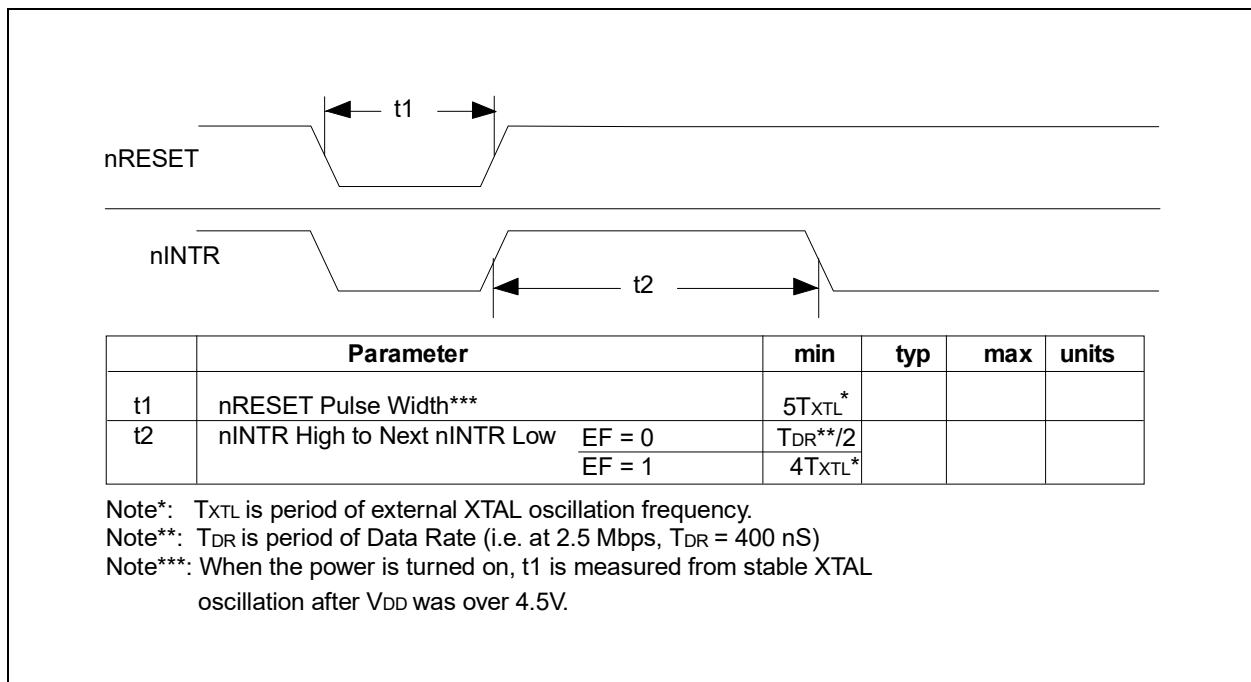 t1
nRESET
nINTR
t2
Parameter min typ max units
t1 nRESET Pulse Width*** 5TXTL*
t2 nINTR High to Next nINTR Low EF = 0 TDR**/2
EF = 1 4TXTL*
Note*: TXTL is period of external XTAL oscillation frequency.
Note**: TDR is period of Data Rate (i.e. at 2.5 Mbps, TDR = 400 nS)
Note***: When the power is turned on, t1 is measured from stable XTAL
oscillation after VDD was over 4.5V.